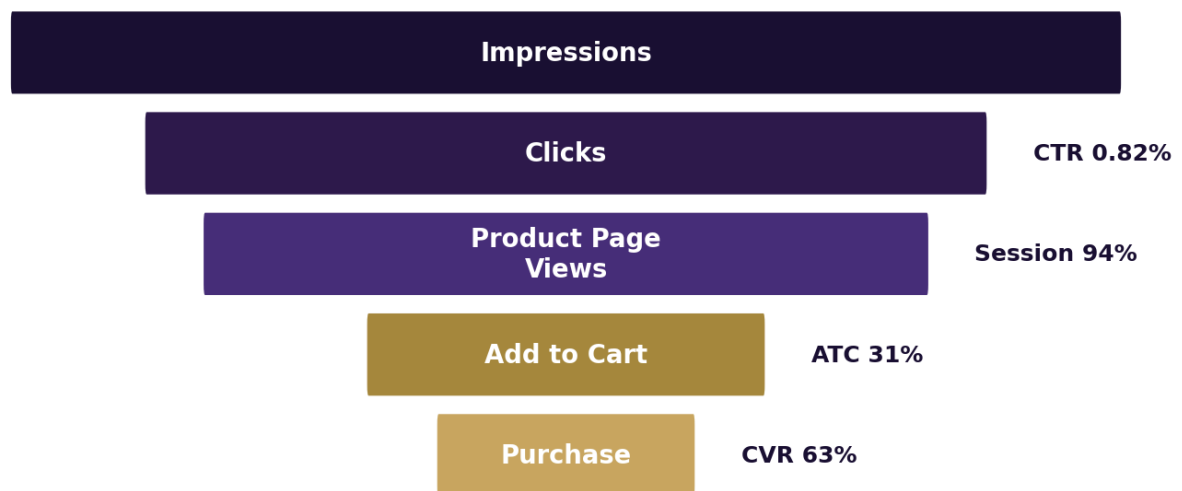 Impressions
Clicks
CTR 0.82%
Product Page
Views
Session 94%
Add to Cart
ATC 31%
Purchase
CVR 63%